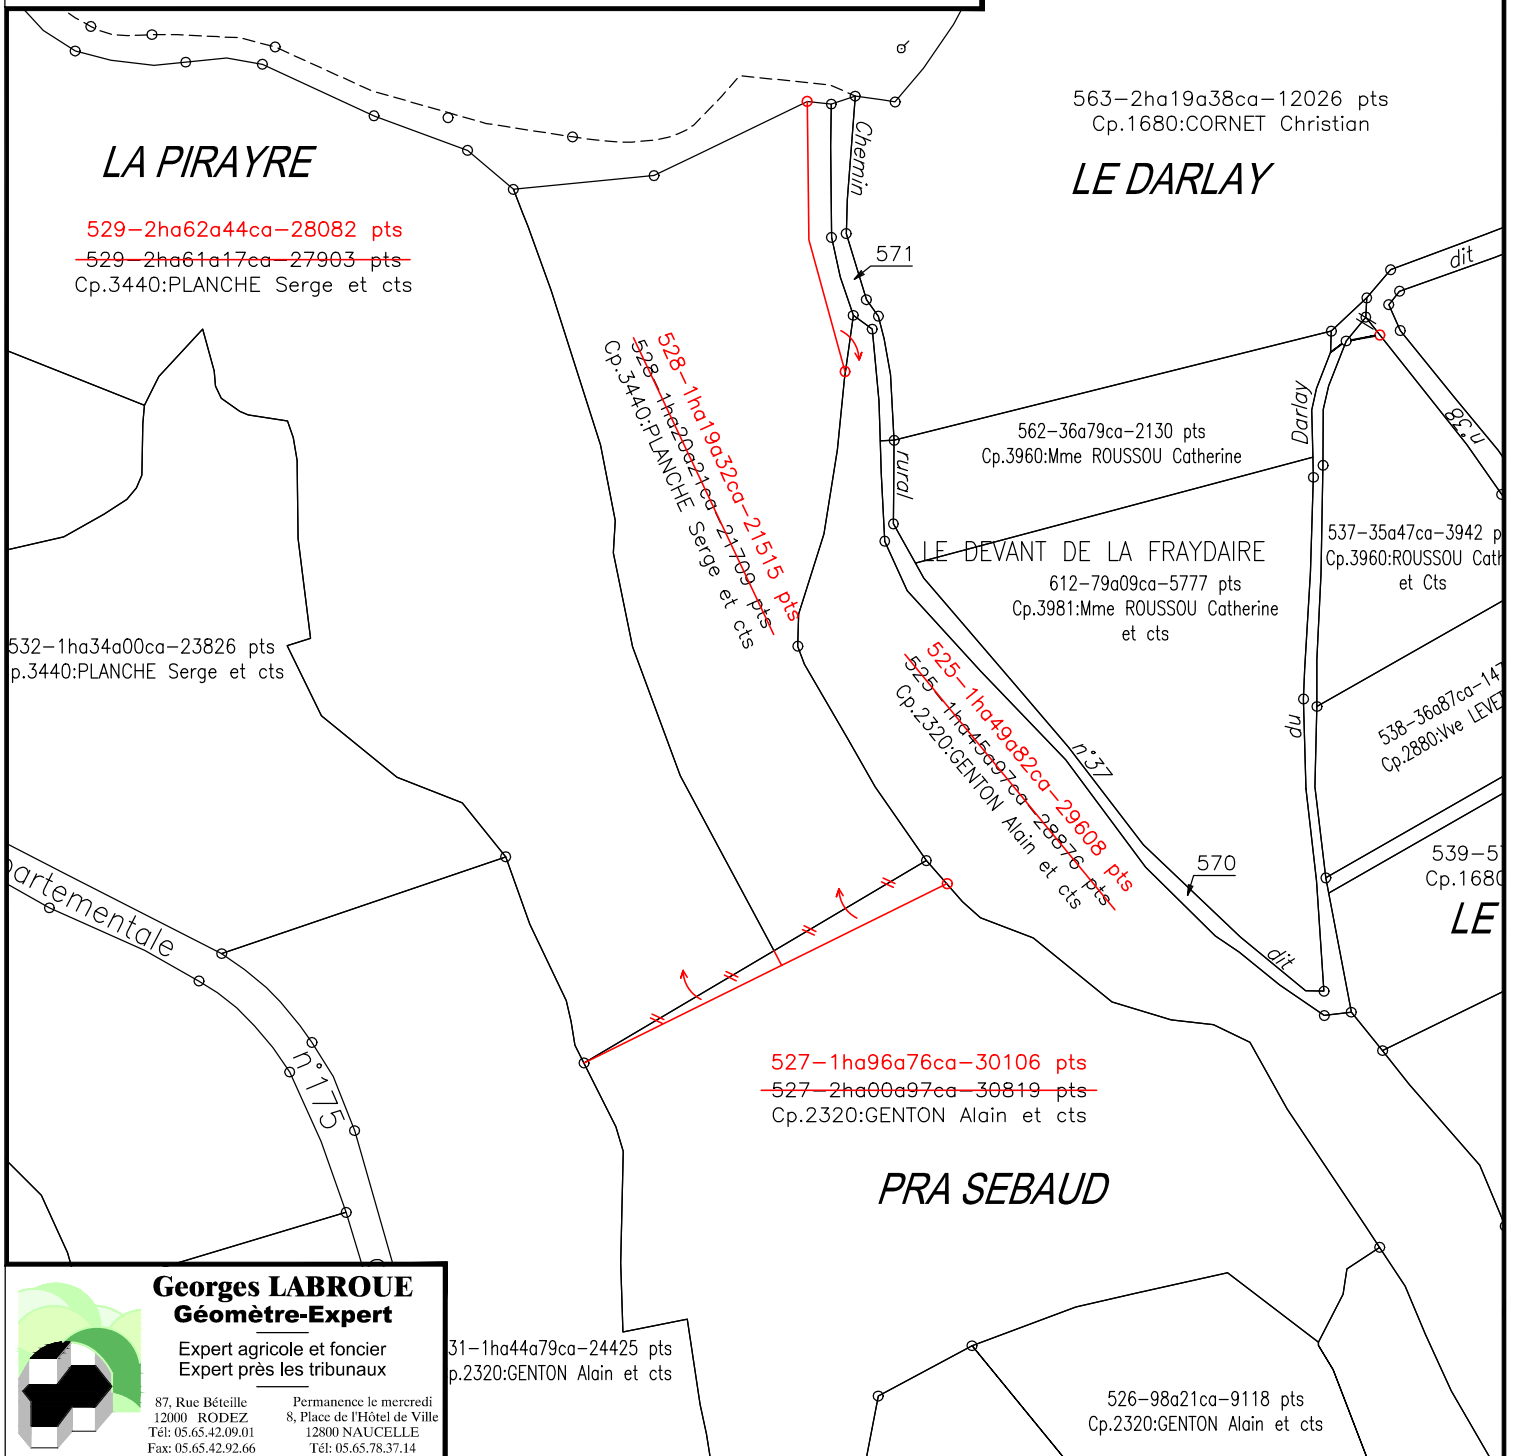 563-2ha19a38ca-12026 pts
Cp.1680:CORNET Christian
LE DARLAY
LA PIRAYRE
529-2ha62a44ca-28082 pts
529-2ha61a17ca-27903 pts
Cp.3440:PLANCHE Serge et cts
Chemin
571
dit
528-1ha19a32ca-21515 pts
528-1ha20a21ca-21709 pts
Cp.3440:PLANCHE Serge et cts
562-36a79ca-2130 pts
Cp.3960:Mme ROUSSOU Catherine
Darlay
n°38
rural
LE DEVANT DE LA FRAYDAIRE
612-79a09ca-5777 pts
Cp.3981:Mme ROUSSOU Catherine
et cts
537-35a47ca-3942 p
Cp.3960:ROUSSOU Cath
et Cts
532-1ha34a00ca-23826 pts
p.3440:PLANCHE Serge et cts
525-1ha49a82ca-29608 pts
525-1ha45a97ca-28876 pts
Cp.2320:GENTON Alain et cts
n°37
du
538-36a87ca-147
Cp.2880:Vve LEVE
570
539-5
Cp.1680
LE
partementale
dit
n°175
527-1ha96a76ca-30106 pts
527-2ha00a97ca-30819 pts
Cp.2320:GENTON Alain et cts
PRA SEBAUD
Georges LABROUE
Géomètre-Expert
Expert agricole et foncier
Expert près les tribunaux
87, Rue Béteille
12000 RODEZ
Tél: 05.65.42.09.01
Fax: 05.65.42.92.66
Permanence le mercredi
8, Place de l'Hôtel de Ville
12800 NAUCELLE
Tél: 05.65.78.37.14
31-1ha44a79ca-24425 pts
p.2320:GENTON Alain et cts
526-98a21ca-9118 pts
Cp.2320:GENTON Alain et cts